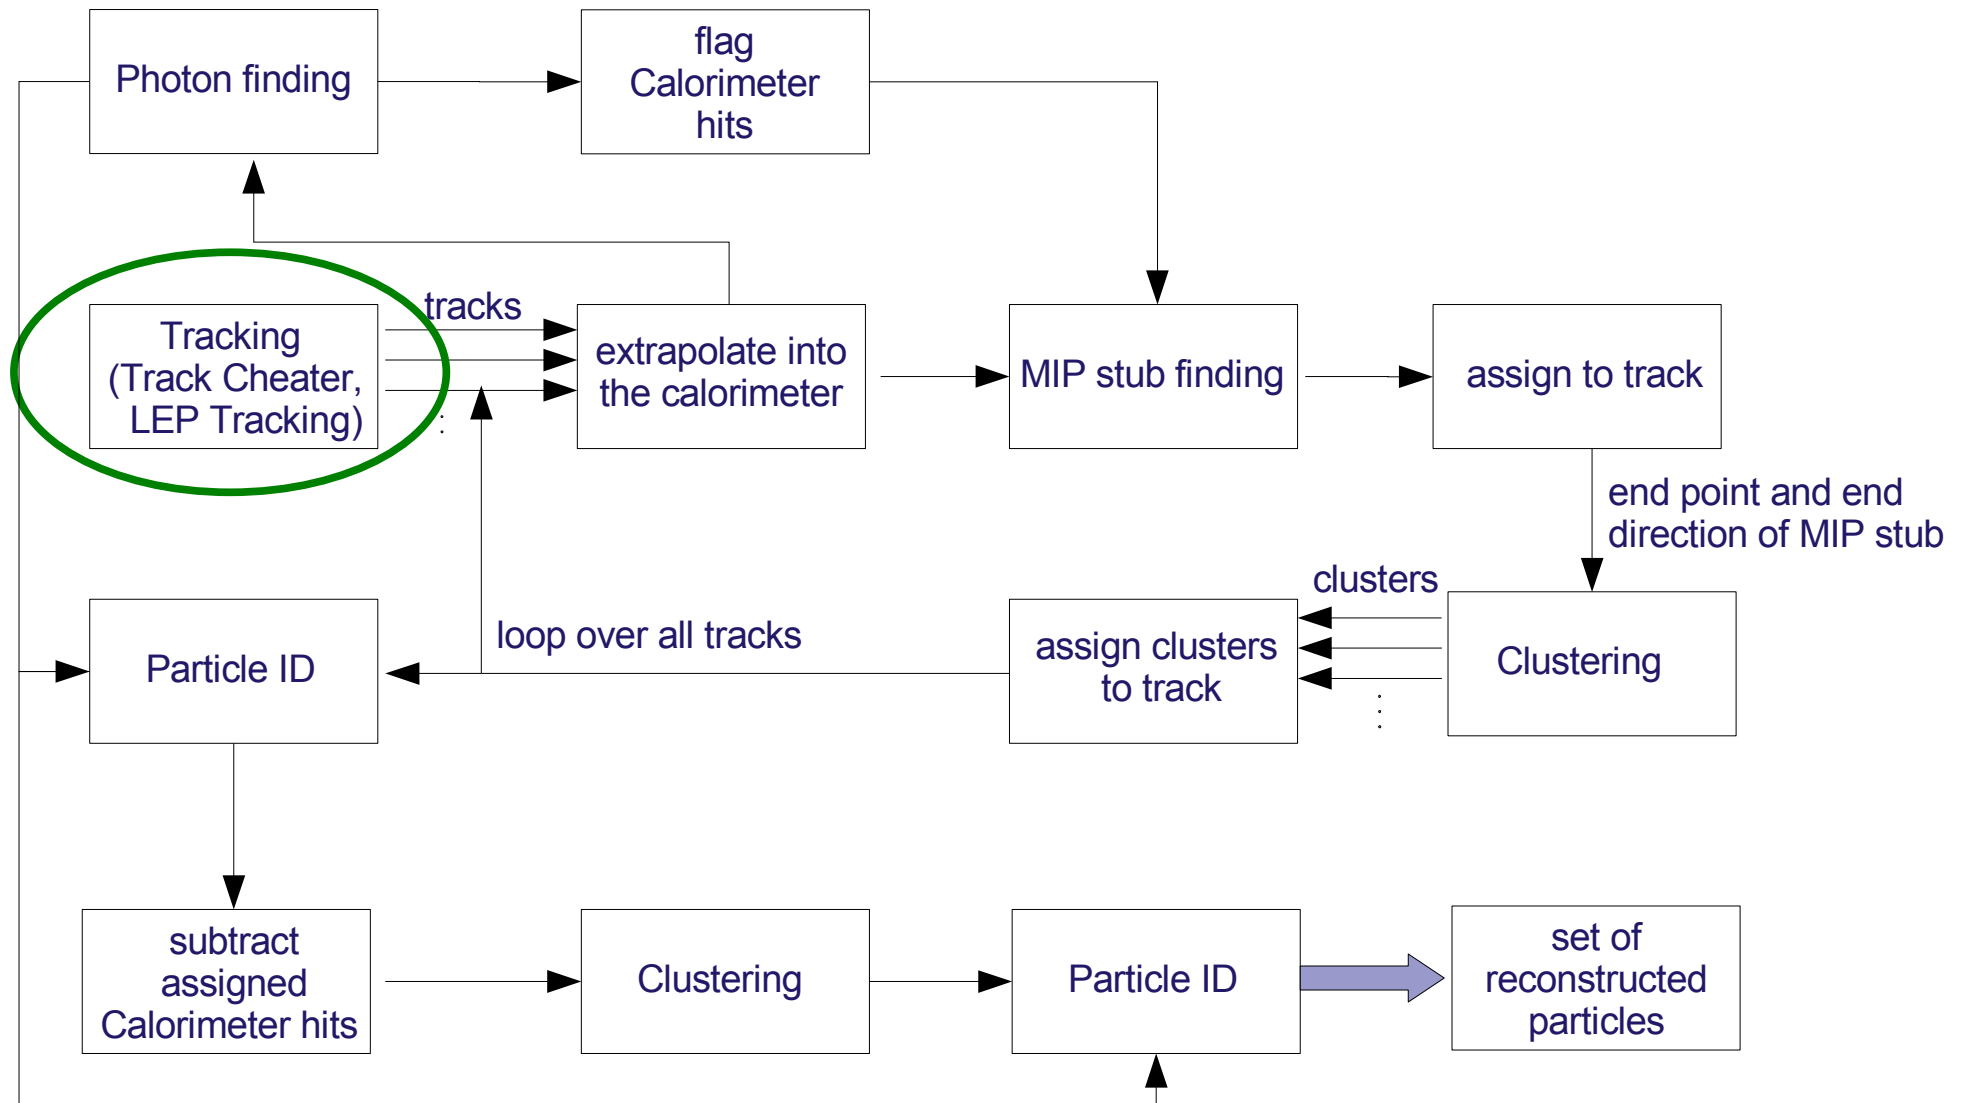 Photon finding
flag
Calorimeter
hits
Tracking
(Track Cheater,
LEP Tracking)
tracks
extrapolate into
the calorimeter
MIP stub finding
assign to track
end point and end
direction of MIP stub
clusters
Clustering
assign clusters
to track
loop over all tracks
Particle ID
subtract
assigned
Calorimeter hits
Clustering
Particle ID
set of
reconstructed
particles